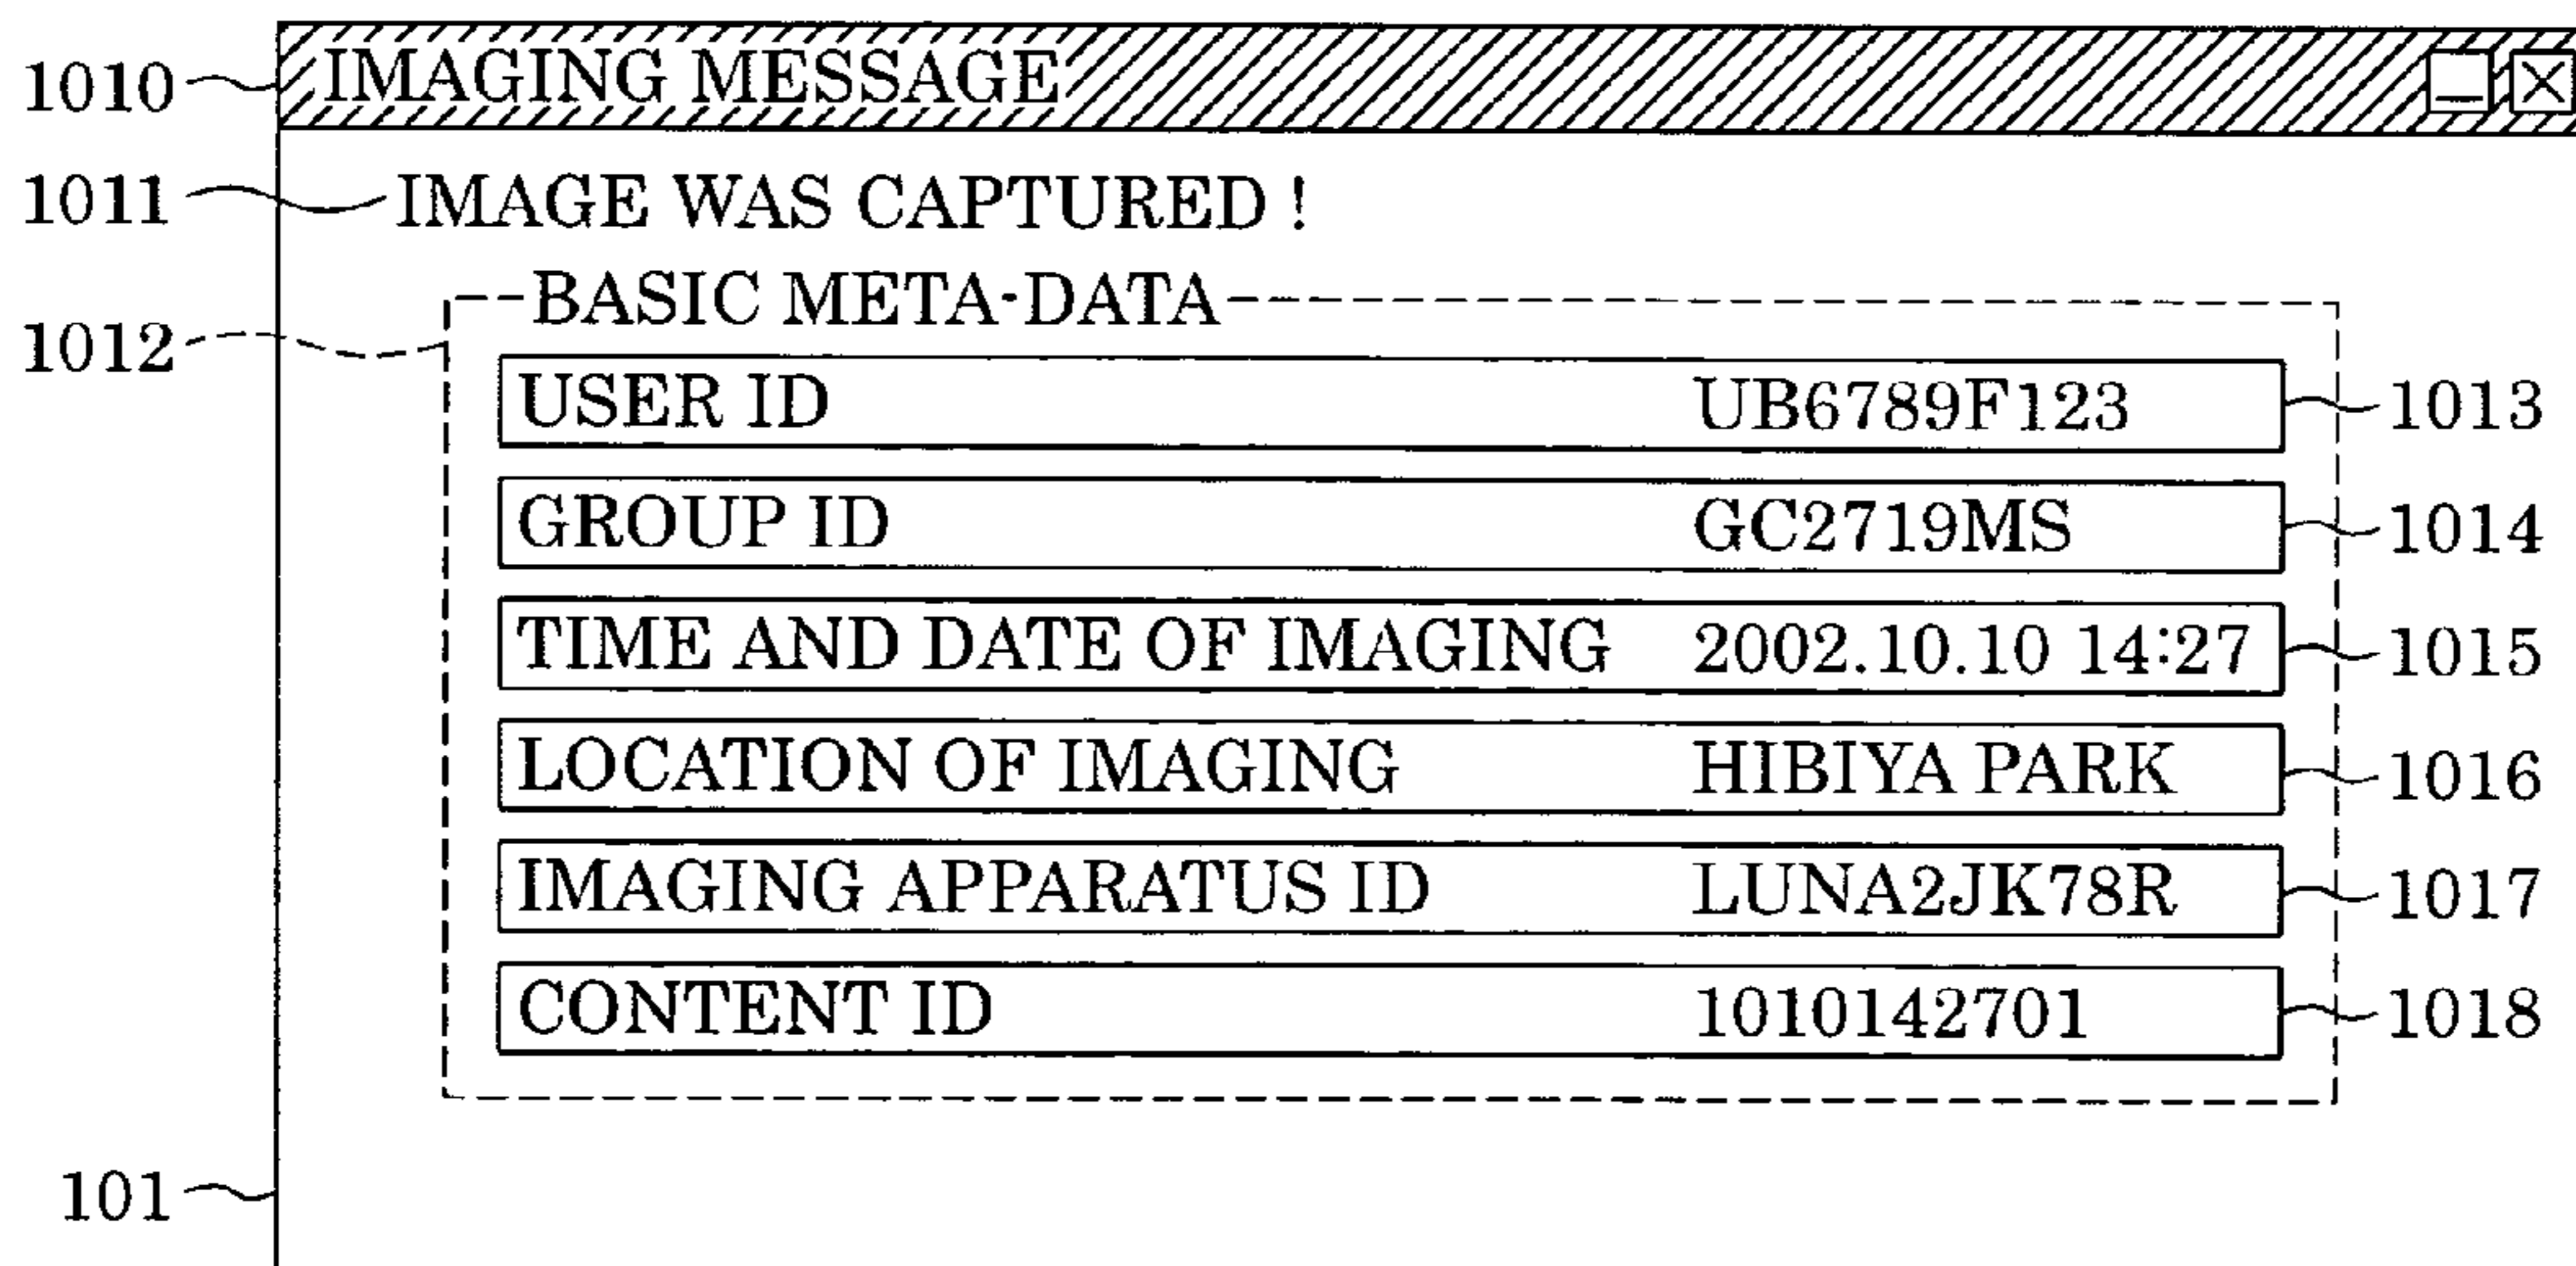 1010 IMAGING MESSAGE
1011 IMAGE WAS CAPTURED !
BASIC META-DATA
1012
USER ID UB6789F123 1013
GROUP ID GC2719MS 1014
TIME AND DATE OF IMAGING 2002.10.10 14:27 1015
LOCATION OF IMAGING HIBIYA PARK 1016
IMAGING APPARATUS ID LUNA2JK78R 1017
CONTENT ID 1010142701 1018
101